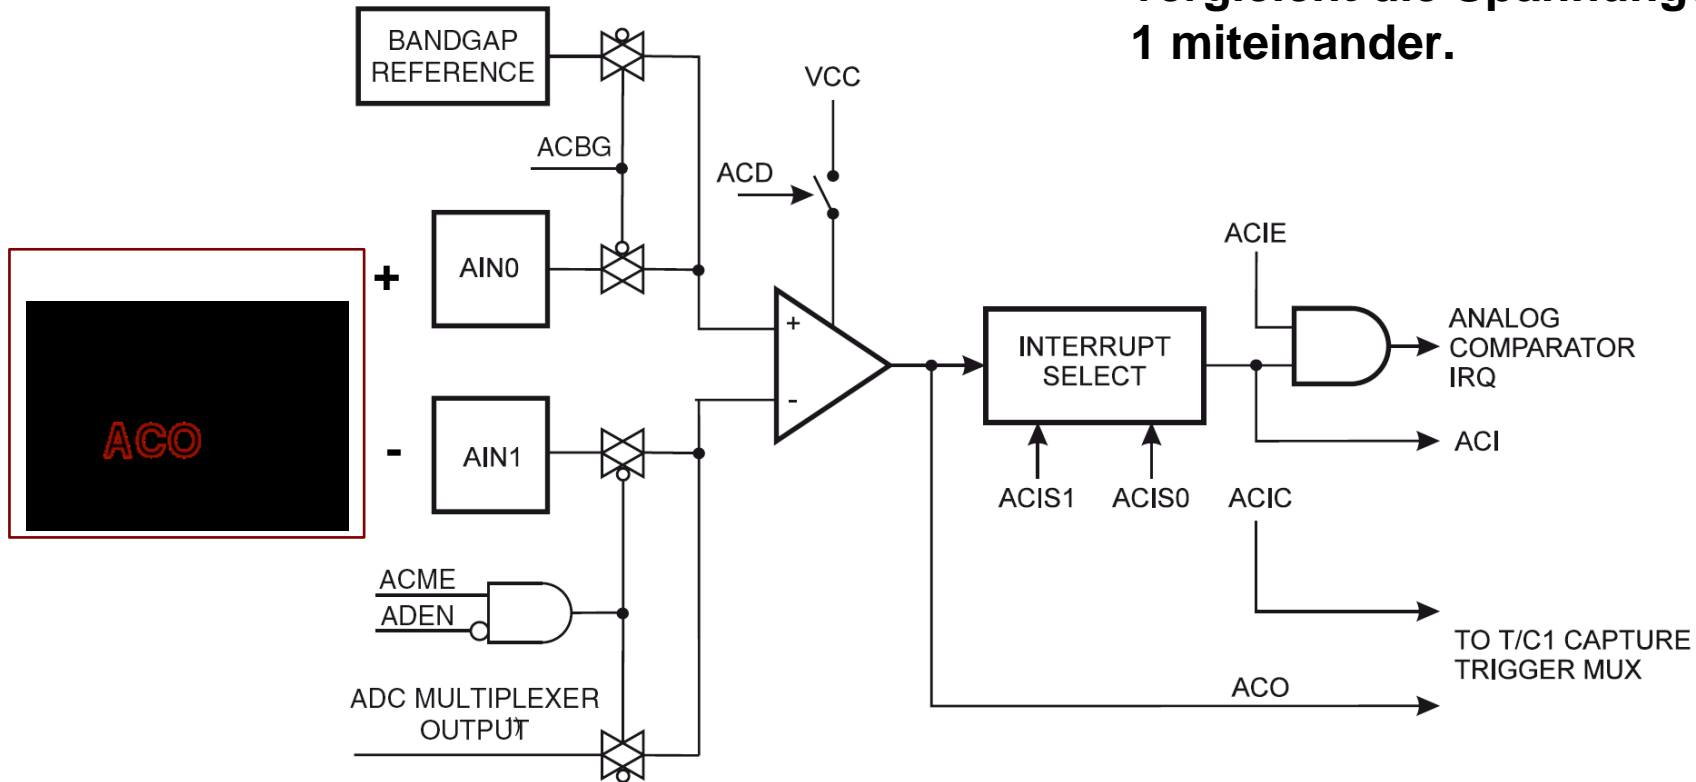 1 miteinander.
BANDGAP
REFERENCE
VCC
ACBG
ACD
ACIE
+
AIN0
ANALOG
COMPARATOR
IRQ
+
INTERRUPT
SELECT
-
ACO
-
AIN1
ACI
ACIS1
ACIS0
ACIC
ACME
ADEN
TO T/C1 CAPTURE
TRIGGER MUX
ADC MULTIPLEXER
OUTPUT
ACO